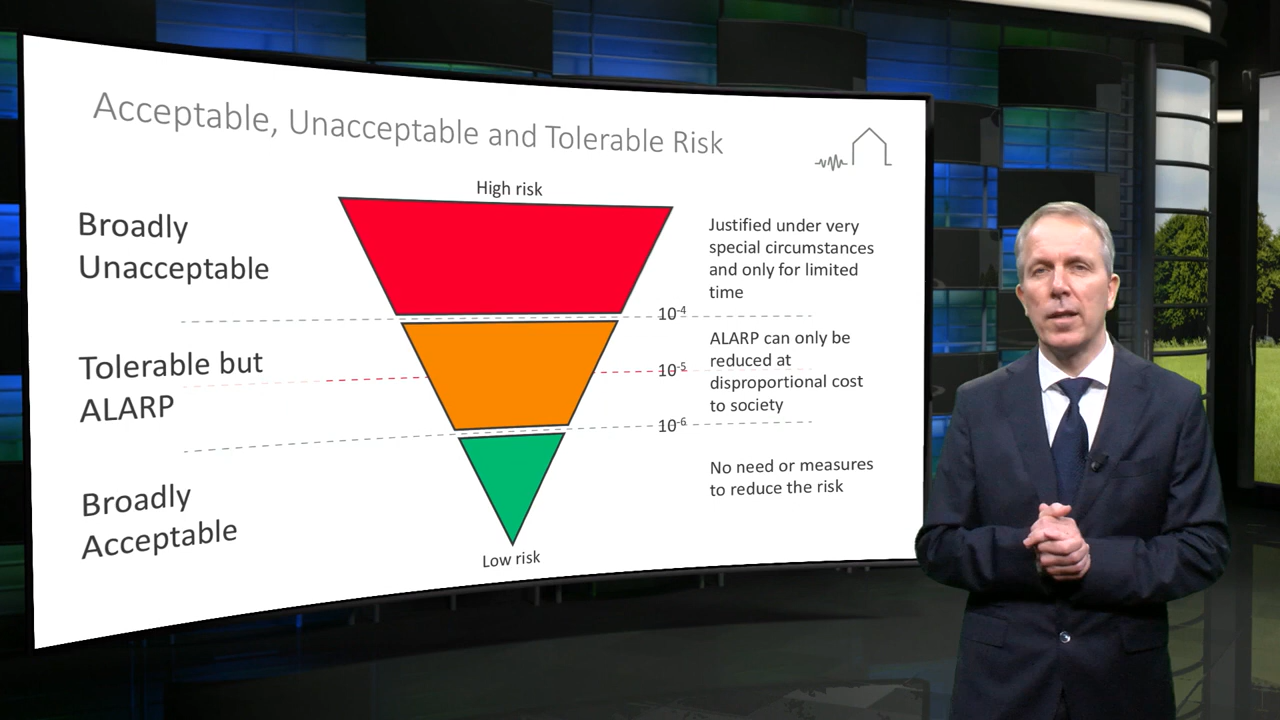 Acceptable, Unacceptable and Tolerable Risk
High risk
Broadly
Unacceptable
Justified under very
special circumstances
and only for limited
time
10⁻⁴
Tolerable but
ALARP
ALARP can only be
reduced at
disproportional cost
to society
10⁻⁵
10⁻⁶
Broadly
Acceptable
No need or measures
to reduce the risk
Low risk